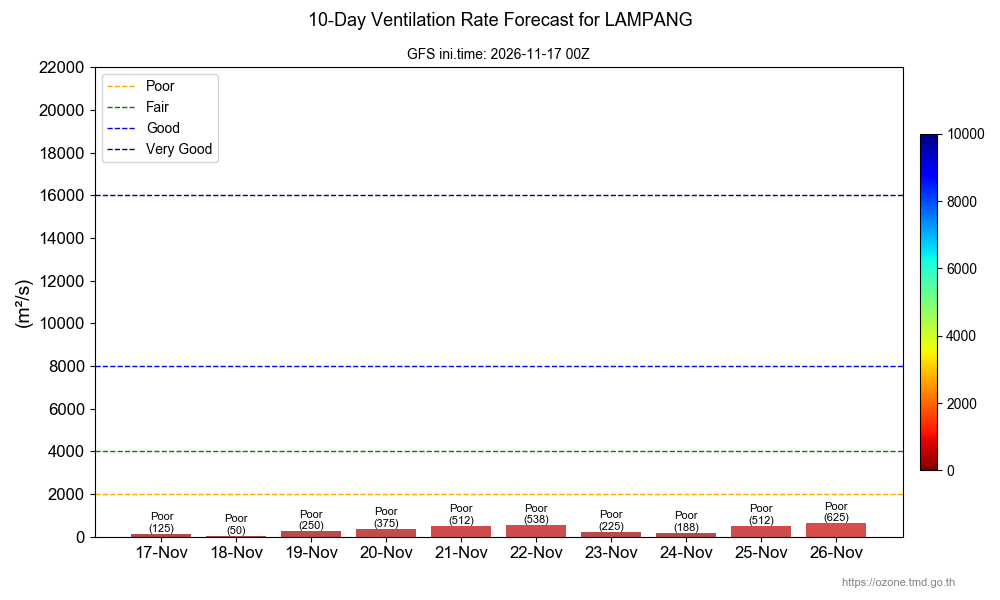 10-Day Ventilation Rate Forecast for LAMPANG
GFS ini.time: 2026-11-17 00Z
(m²/s)
22000
20000
18000
16000
14000
12000
10000
8000
6000
4000
2000
0
Poor
Fair
Good
Very Good
Poor
(125)
Poor
(50)
Poor
(250)
Poor
(375)
Poor
(512)
Poor
(538)
Poor
(225)
Poor
(188)
Poor
(512)
Poor
(625)
17-Nov 18-Nov 19-Nov 20-Nov 21-Nov 22-Nov 23-Nov 24-Nov 25-Nov 26-Nov
10000
8000
6000
4000
2000
0
https://ozone.tmd.go.th